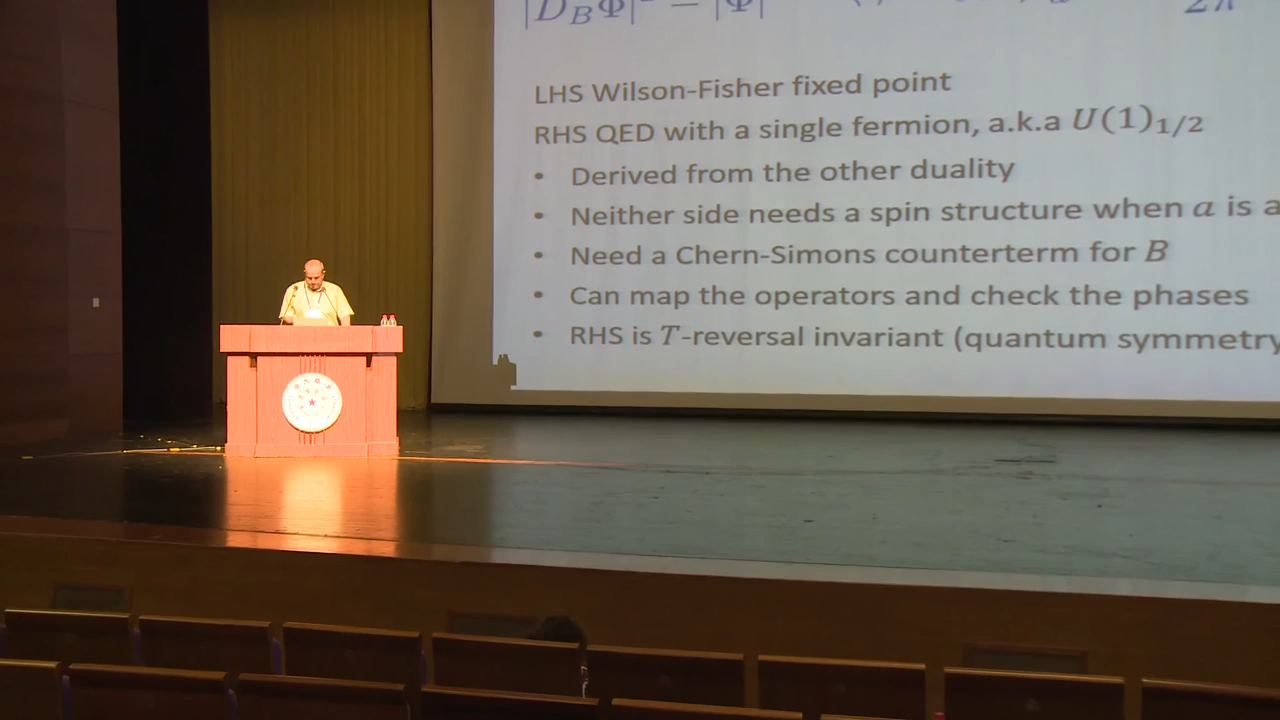 |D_BΦ|² − |Φ|
LHS Wilson-Fisher fixed point
RHS QED with a single fermion, a.k.a U(1)₁/₂
• Derived from the other duality
• Neither side needs a spin structure when a is a
• Need a Chern-Simons counterterm for B
• Can map the operators and check the phases
• RHS is T-reversal invariant (quantum symmetry